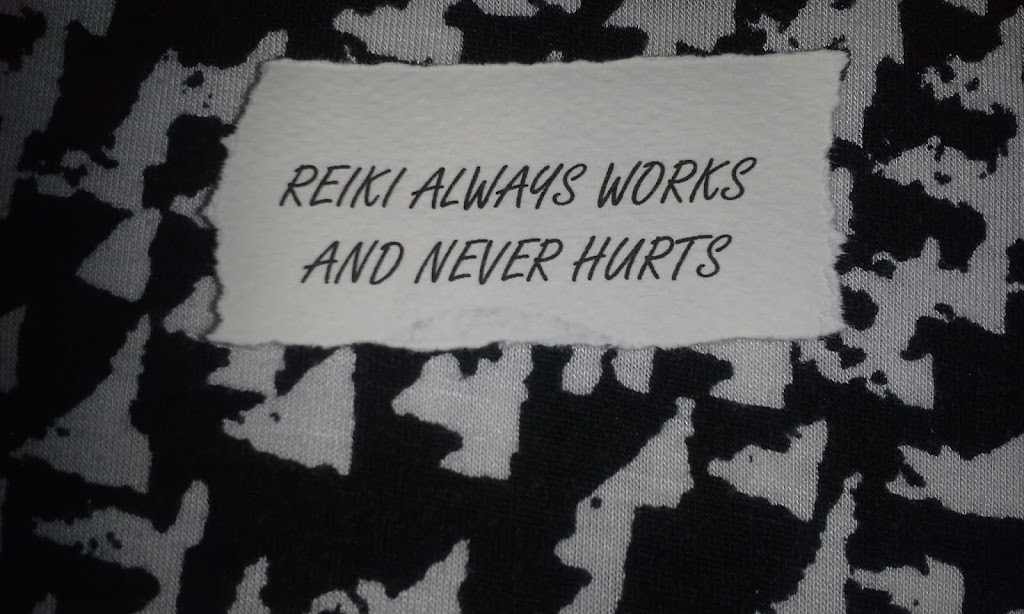 REIKI ALWAYS WORKS
AND NEVER HURTS